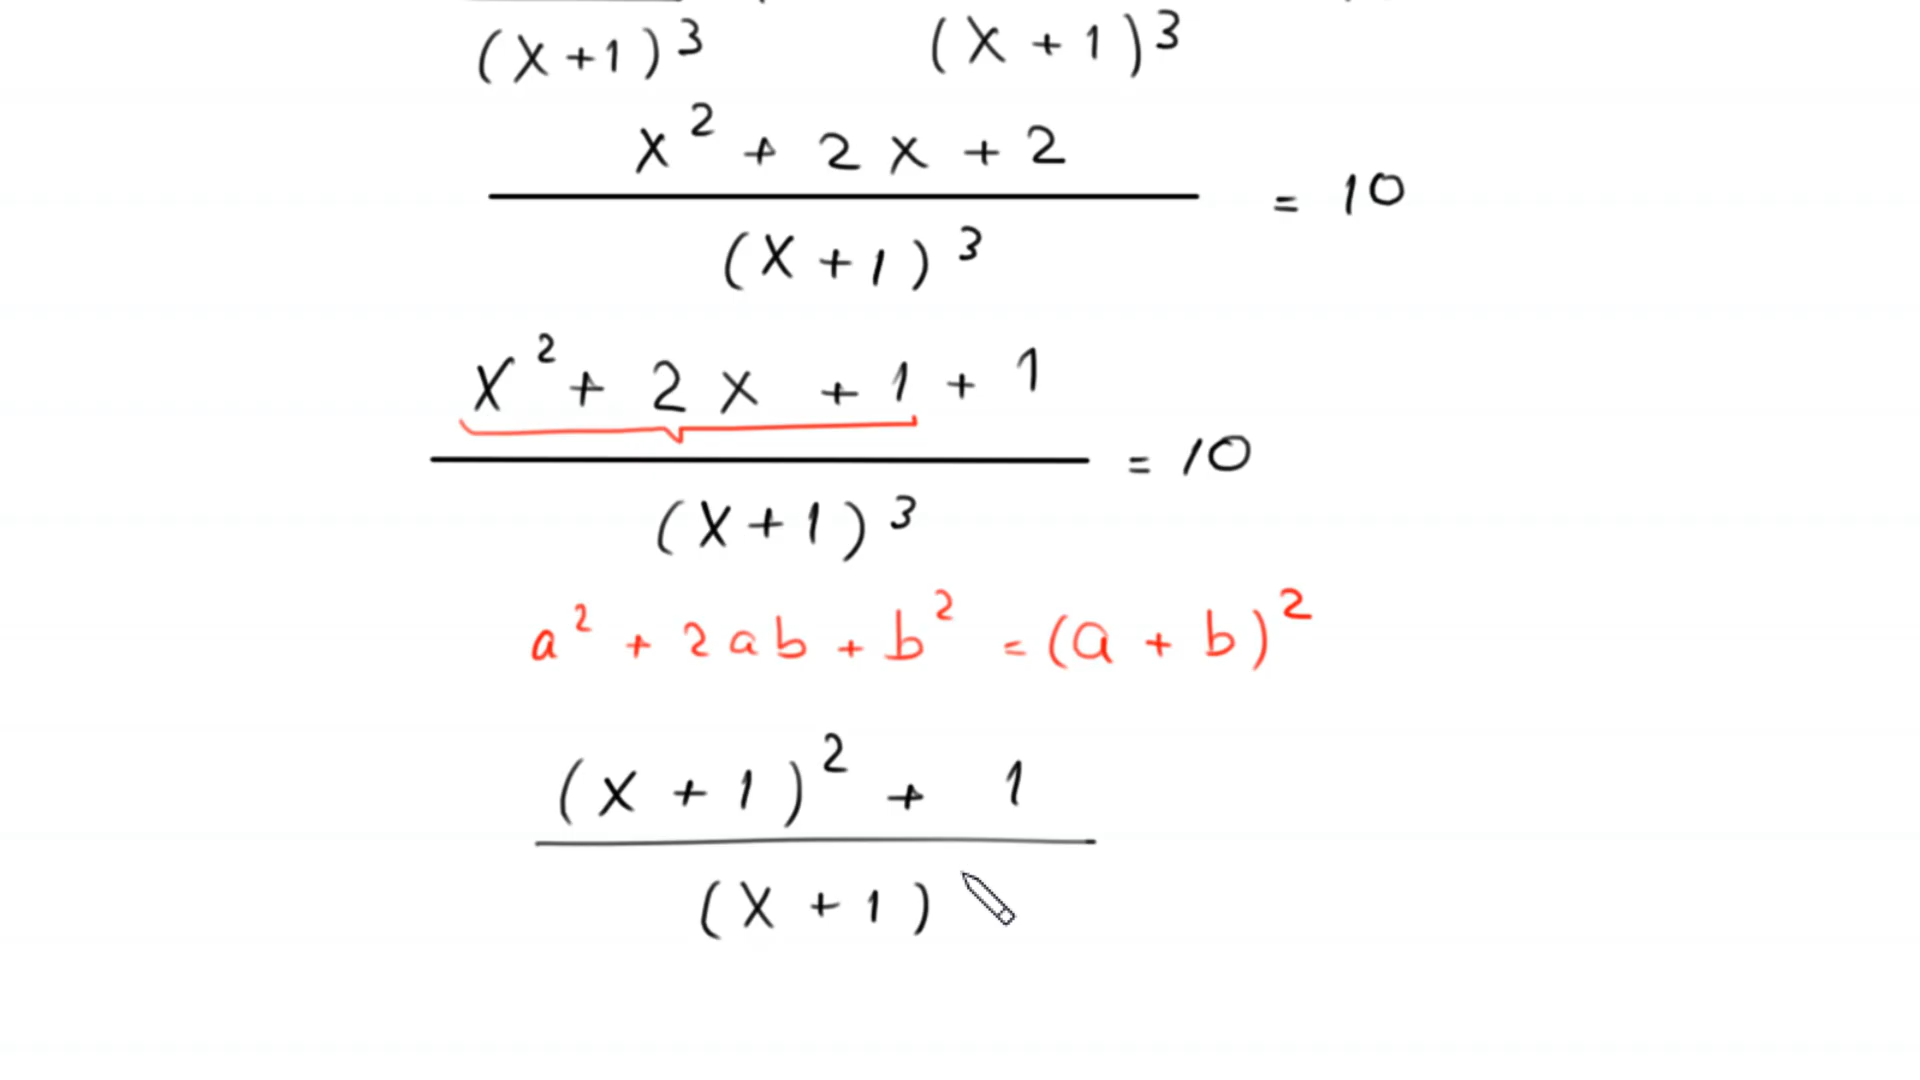 (x+1)³ (x+1)³
x² + 2x + 2
= 10
(x+1)³
x² + 2x + 1 + 1
= 10
(x+1)³
a² + 2ab + b² = (a + b)²
(x + 1)² + 1
(x + 1)